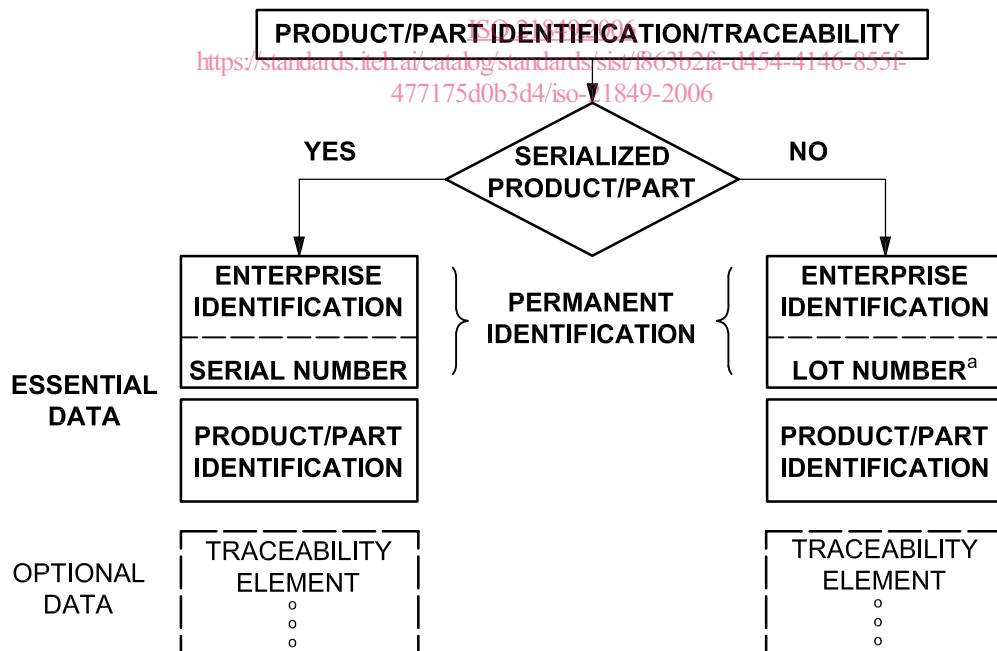 PRODUCT/PART IDENTIFICATION/TRACEABILITY
ISO 21849:2006
https://standards.iteh.ai/catalog/standards/sist/f863b2fa-d454-4146-855f-
477175d0b3d4/iso-21849-2006
YES
SERIALIZED
PRODUCT/PART
NO
ENTERPRISE
IDENTIFICATION
SERIAL NUMBER
PERMANENT
IDENTIFICATION
ENTERPRISE
IDENTIFICATION
LOT NUMBERᵃ
ESSENTIAL
DATA
PRODUCT/PART
IDENTIFICATION
PRODUCT/PART
IDENTIFICATION
OPTIONAL
DATA
TRACEABILITY
ELEMENT
TRACEABILITY
ELEMENT